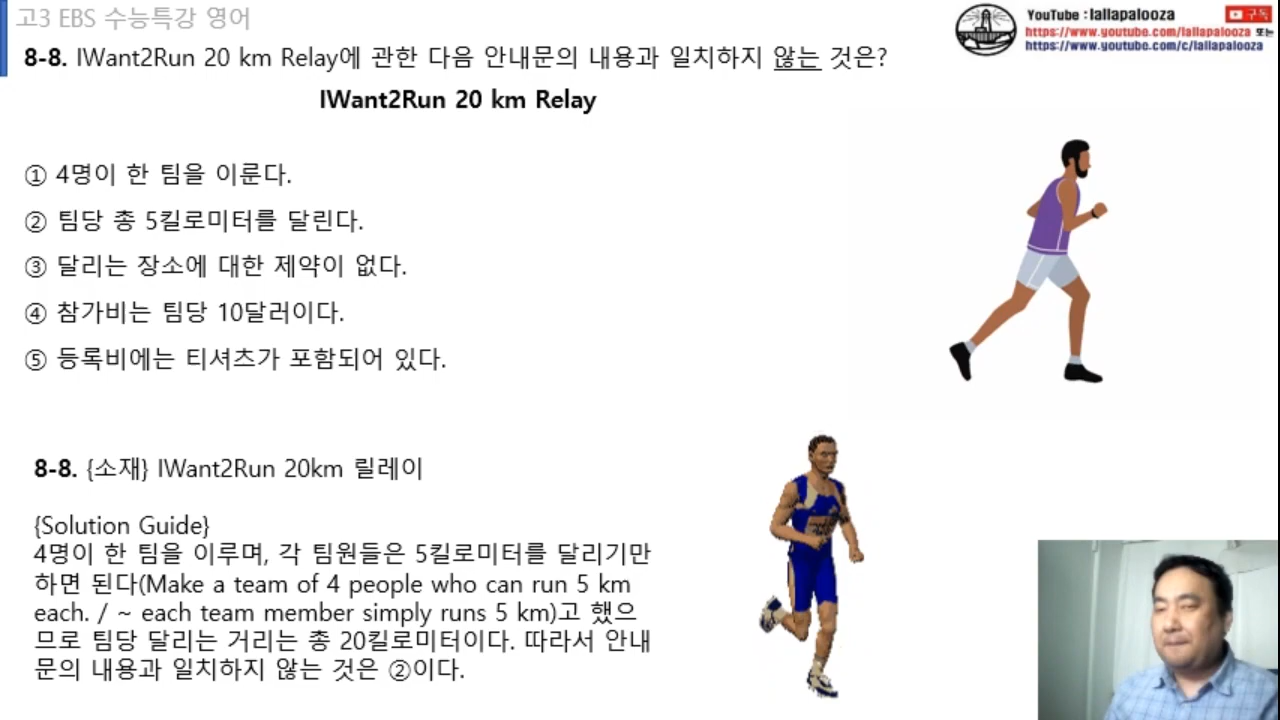 고3 EBS 수능특강 영어
YouTube : lallapalooza
구독
https://www.youtube.com/lallapalooza 또는
https://www.youtube.com/c/lallapalooza
8-8. IWant2Run 20 km Relay에 관한 다음 안내문의 내용과 일치하지 않는 것은?
IWant2Run 20 km Relay
① 4명이 한 팀을 이룬다.
② 팀당 총 5킬로미터를 달린다.
③ 달리는 장소에 대한 제약이 없다.
④ 참가비는 팀당 10달러이다.
⑤ 등록비에는 티셔츠가 포함되어 있다.
8-8. {소재} IWant2Run 20km 릴레이
{Solution Guide}
4명이 한 팀을 이루며, 각 팀원들은 5킬로미터를 달리기만
하면 된다(Make a team of 4 people who can run 5 km
each. / ~ each team member simply runs 5 km)고 했으
므로 팀당 달리는 거리는 총 20킬로미터이다. 따라서 안내
문의 내용과 일치하지 않는 것은 ②이다.